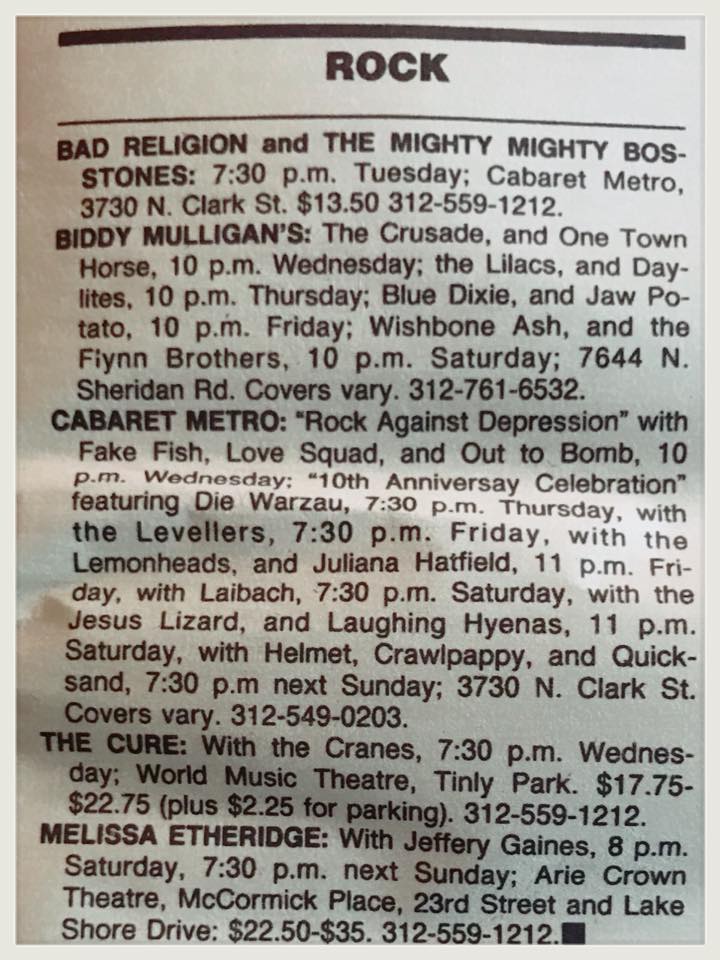 ROCK
BAD RELIGION and THE MIGHTY MIGHTY BOS-
STONES: 7:30 p.m. Tuesday; Cabaret Metro,
3730 N. Clark St. $13.50 312-559-1212.
BIDDY MULLIGAN'S: The Crusade, and One Town
Horse, 10 p.m. Wednesday; the Lilacs, and Day-
lites, 10 p.m. Thursday; Blue Dixie, and Jaw Po-
tato, 10 p.m. Friday; Wishbone Ash, and the
Flynn Brothers, 10 p.m. Saturday; 7644 N.
Sheridan Rd. Covers vary. 312-761-6532.
CABARET METRO: "Rock Against Depression" with
Fake Fish, Love Squad, and Out to Bomb, 10
p.m. Wednesday; "10th Anniversay Celebration"
featuring Die Warzau, 7:30 p.m. Thursday, with
the Levellers, 7:30 p.m. Friday, with the
Lemonheads, and Juliana Hatfield, 11 p.m. Fri-
day, with Laibach, 7:30 p.m. Saturday, with the
Jesus Lizard, and Laughing Hyenas, 11 p.m.
Saturday, with Helmet, Crawlpappy, and Quick-
sand, 7:30 p.m next Sunday; 3730 N. Clark St.
Covers vary. 312-549-0203.
THE CURE: With the Cranes, 7:30 p.m. Wednes-
day; World Music Theatre, Tinly Park. $17.75-
$22.75 (plus $2.25 for parking). 312-559-1212.
MELISSA ETHERIDGE: With Jeffery Gaines, 8 p.m.
Saturday, 7:30 p.m. next Sunday; Arie Crown
Theatre, McCormick Place, 23rd Street and Lake
Shore Drive: $22.50-$35. 312-559-1212.■